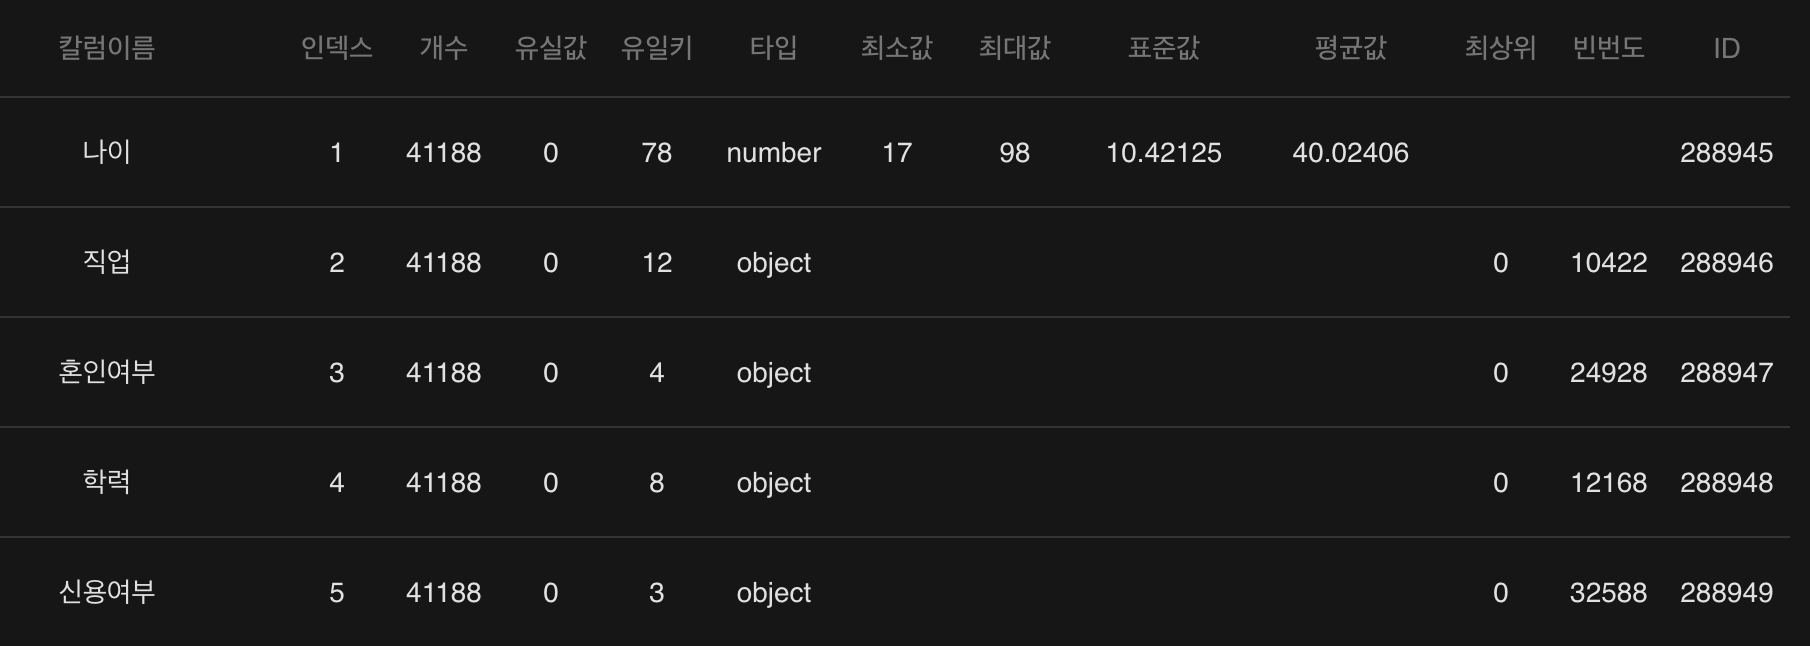 칼럼이름 인덱스 개수 유실값 유일키 타입 최소값 최대값 표준값 평균값 최상위 빈번도 ID
나이 1 41188 0 78 number 17 98 10.42125 40.02406 288945
직업 2 41188 0 12 object 0 10422 288946
혼인여부 3 41188 0 4 object 0 24928 288947
학력 4 41188 0 8 object 0 12168 288948
신용여부 5 41188 0 3 object 0 32588 288949